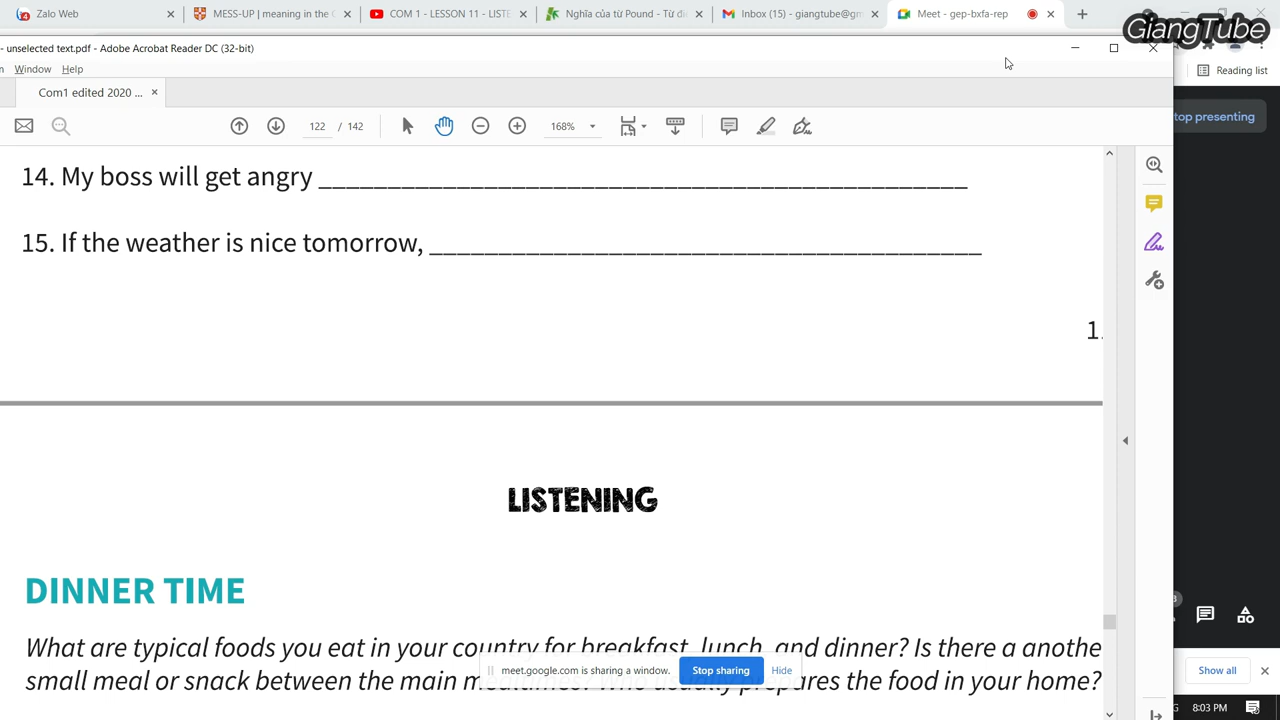 Zalo Web
MESS-UP | meaning in the C
COM 1 - LESSON 11 - LISTE
Nghĩa của từ Pound - Từ đi
Inbox (15) - giangtube@gm
Meet - gep-bxfa-rep
GiangTube
- unselected text.pdf - Adobe Acrobat Reader DC (32-bit)
Window Help
Reading list
Com1 edited 2020 ...
122 / 142
168%
top presenting
14. My boss will get angry _______________________________________________
15. If the weather is nice tomorrow, ________________________________________
1
LISTENING
DINNER TIME
What are typical foods you eat in your country for breakfast, lunch, and dinner? Is there a anothe
small meal or snack between the main mealtimes? Who usually prepares the food in your home?
meet.google.com is sharing a window.
Stop sharing
Hide
Show all
8:03 PM